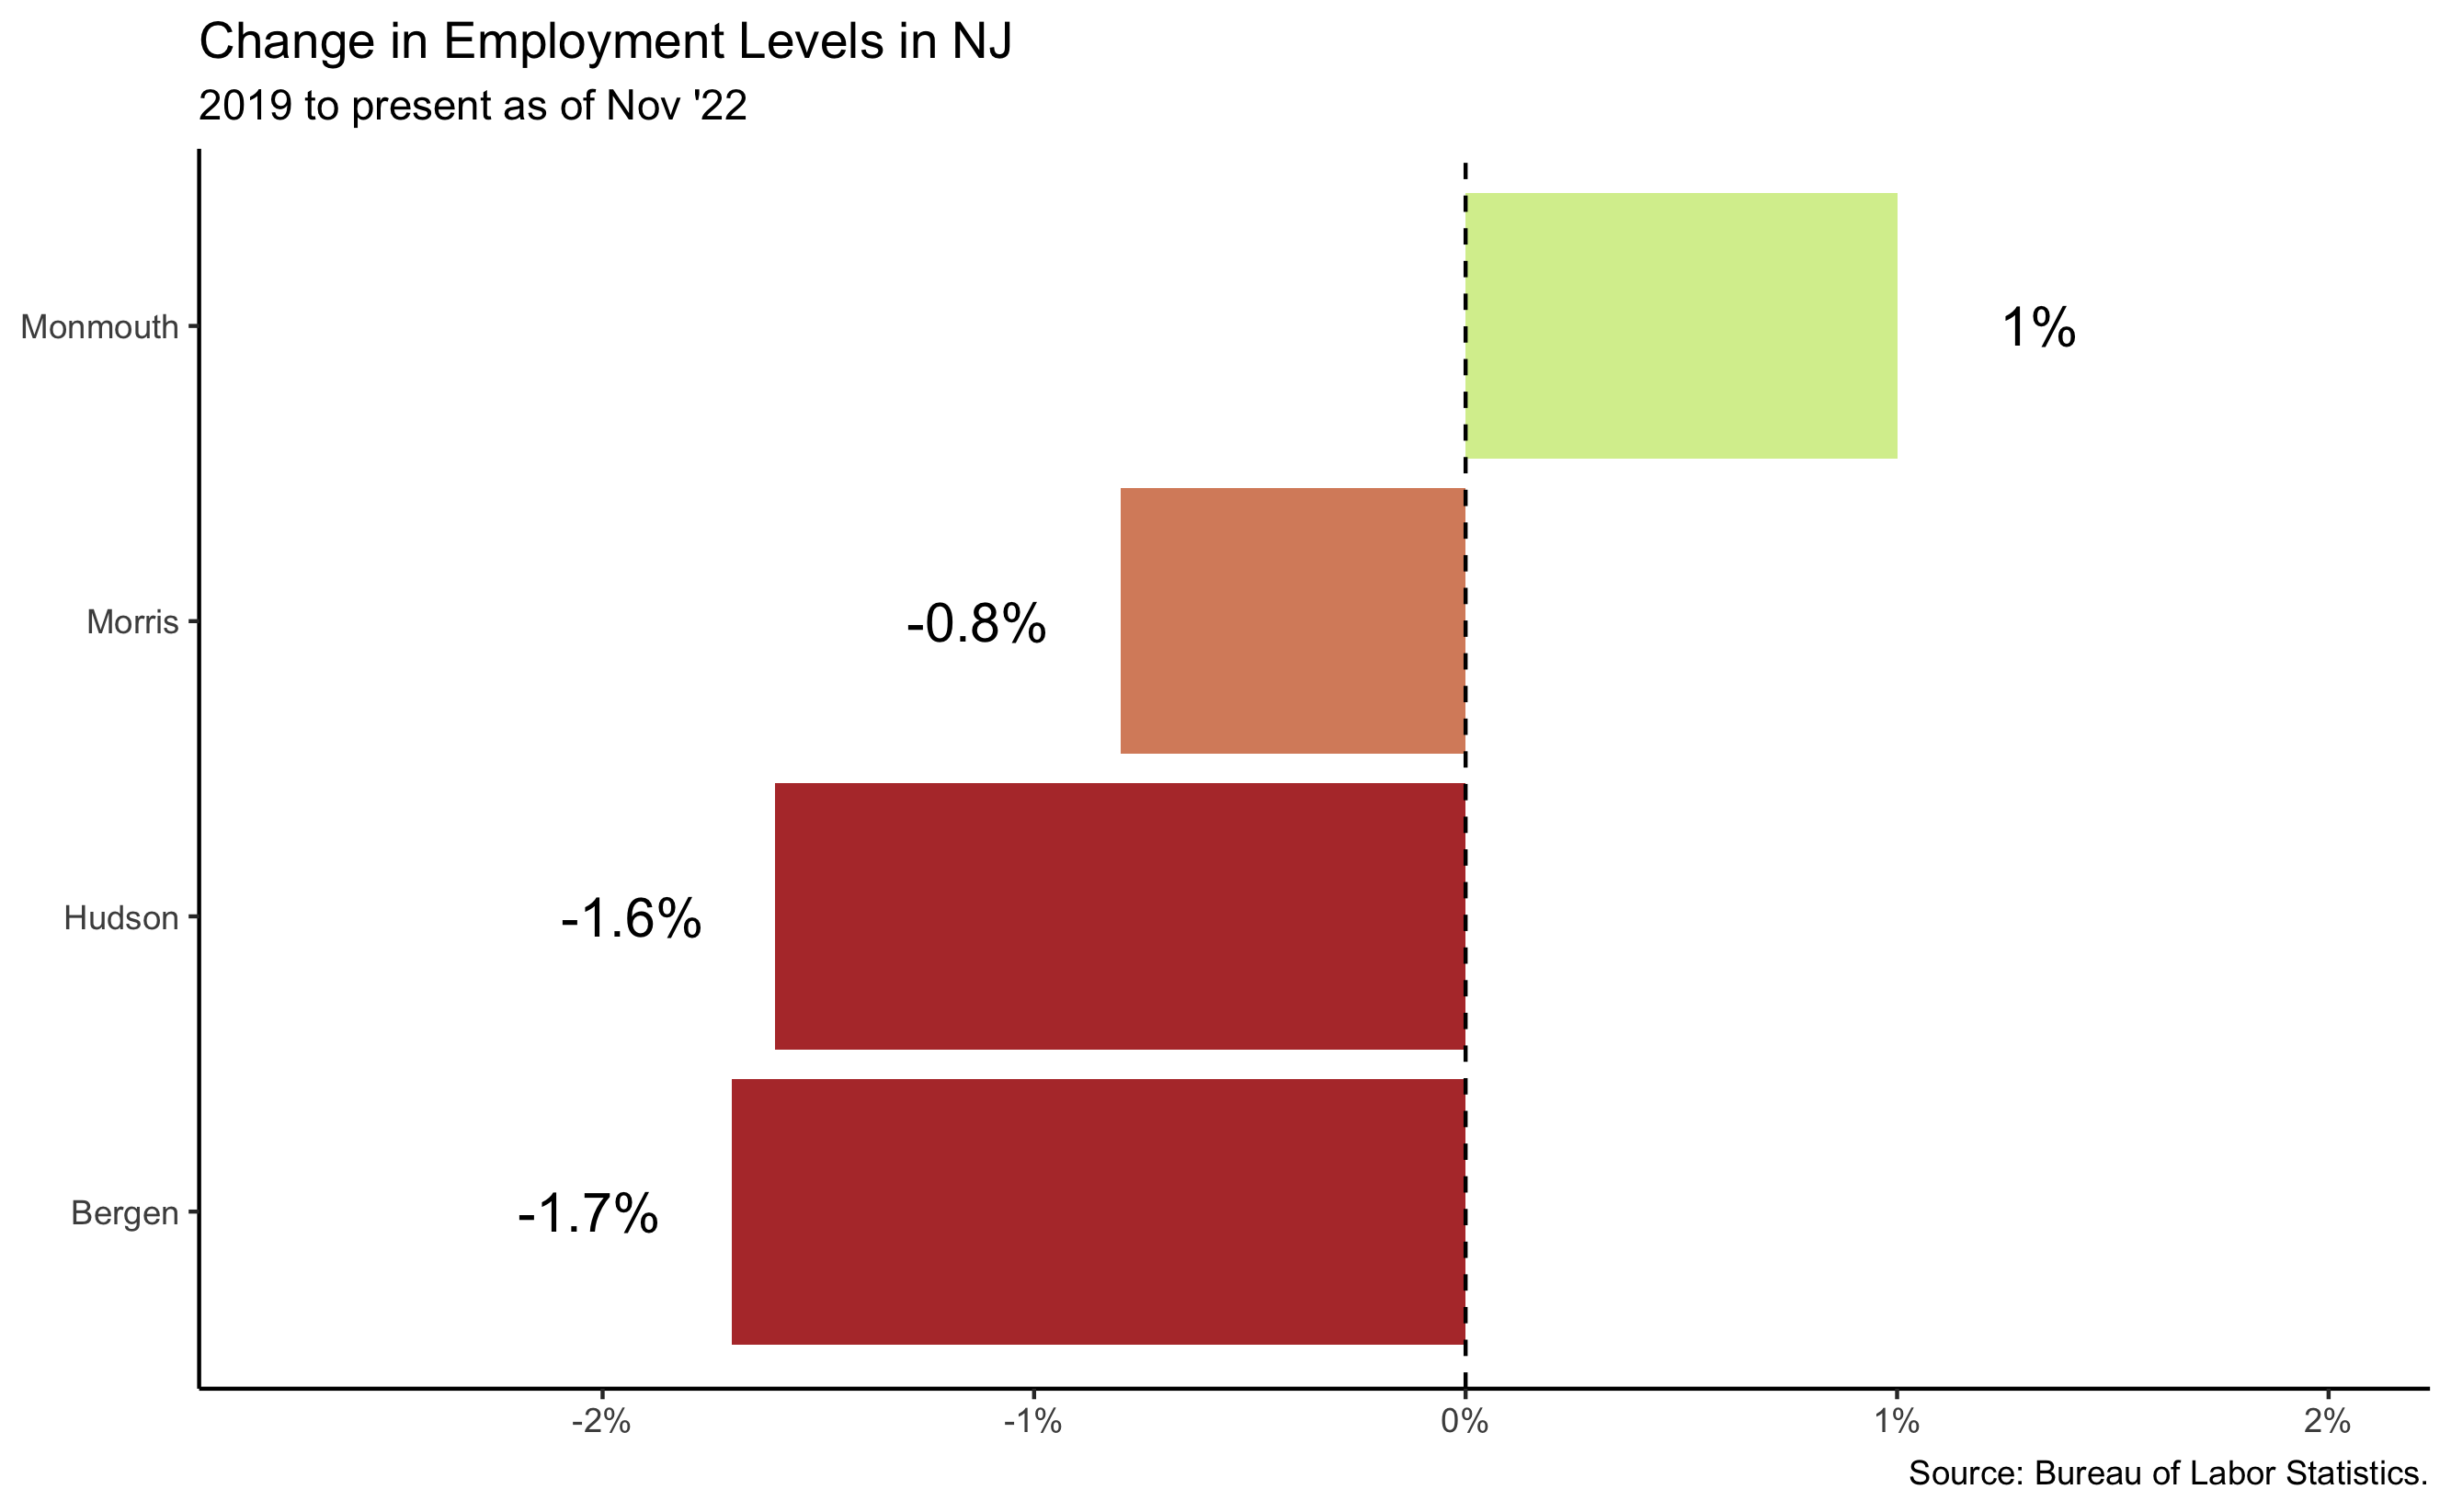 Change in Employment Levels in NJ
2019 to present as of Nov '22
Monmouth
1%
Morris
-0.8%
Hudson
-1.6%
Bergen
-1.7%
-2% -1% 0% 1% 2%
Source: Bureau of Labor Statistics.